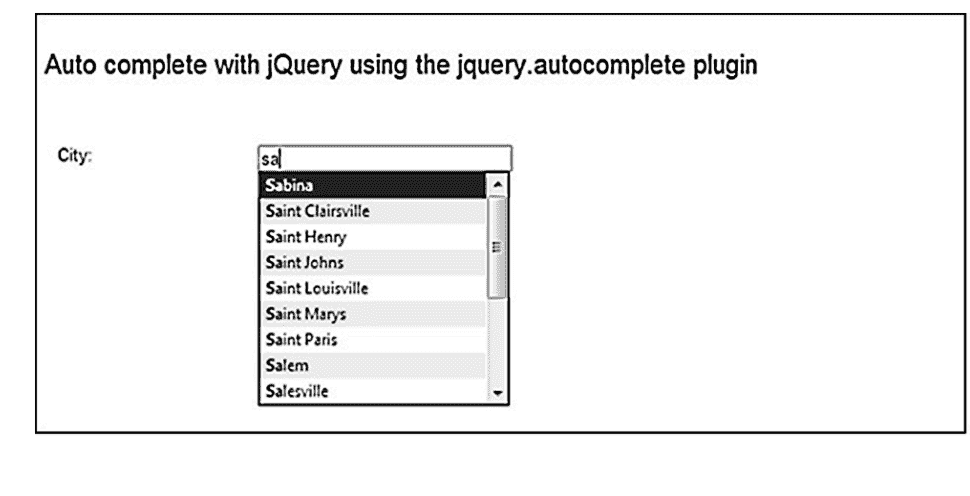 Auto complete with jQuery using the jquery.autocomplete plugin
City:
sa
Sabina
Saint Clairsville
Saint Henry
Saint Johns
Saint Louisville
Saint Marys
Saint Paris
Salem
Salesville